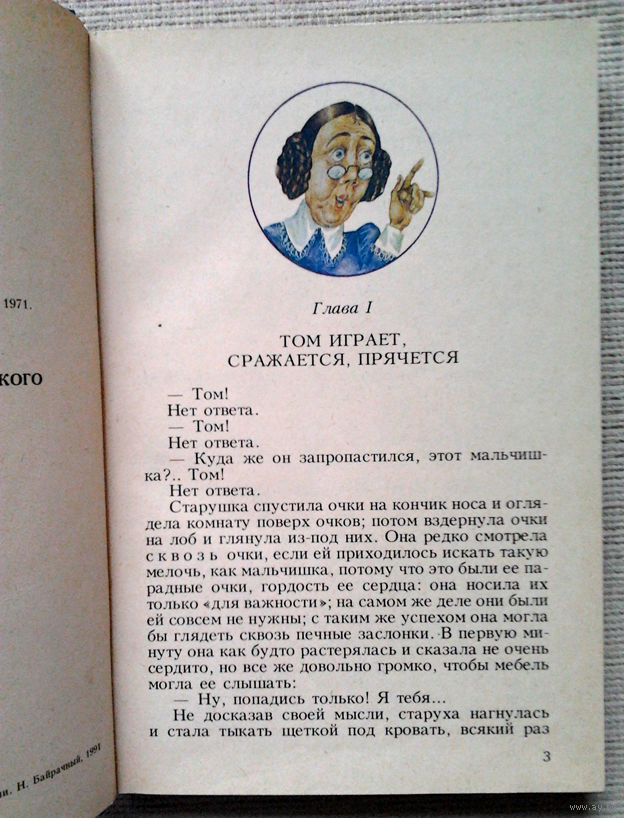 1971.
КОГО
Н. Байрачный, 1991
Глава I
ТОМ ИГРАЕТ,
СРАЖАЕТСЯ, ПРЯЧЕТСЯ
— Том!
Нет ответа.
— Том!
Нет ответа.
— Куда же он запропастился, этот мальчиш-
ка?.. Том!
Нет ответа.
Старушка спустила очки на кончик носа и огля-
дела комнату поверх очков; потом вздернула очки
на лоб и глянула из-под них. Она редко смотрела
сквозь очки, если ей приходилось искать такую
мелочь, как мальчишка, потому что это были ее па-
радные очки, гордость ее сердца: она носила их
только «для важности»; на самом же деле они были
ей совсем не нужны; с таким же успехом она могла
бы глядеть сквозь печные заслонки. В первую ми-
нуту она как будто растерялась и сказала не очень
сердито, но все же довольно громко, чтобы мебель
могла ее слышать:
— Ну, попадись только! Я тебя...
Не досказав своей мысли, старуха нагнулась
и стала тыкать щеткой под кровать, всякий раз
3